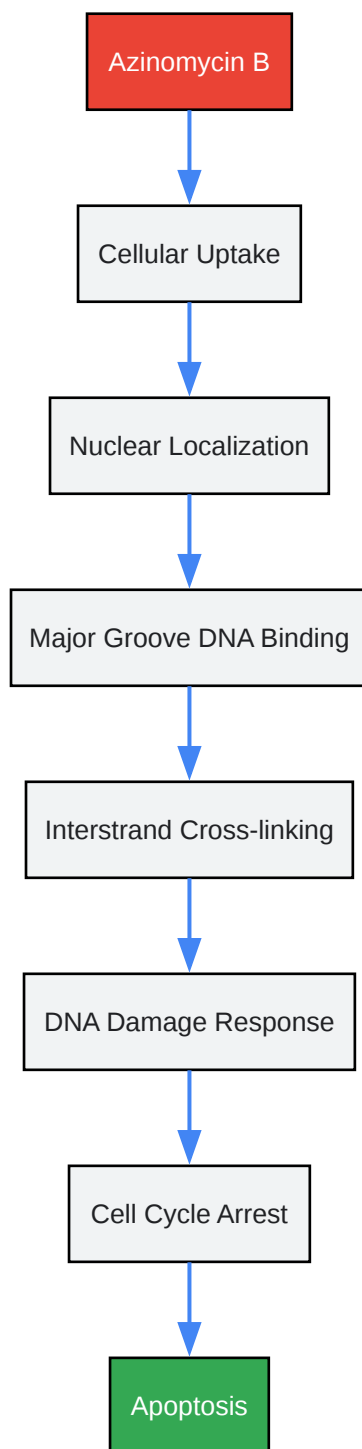 Azinomycin B
Cellular Uptake
Nuclear Localization
Major Groove DNA Binding
Interstrand Cross-linking
DNA Damage Response
Cell Cycle Arrest
Apoptosis